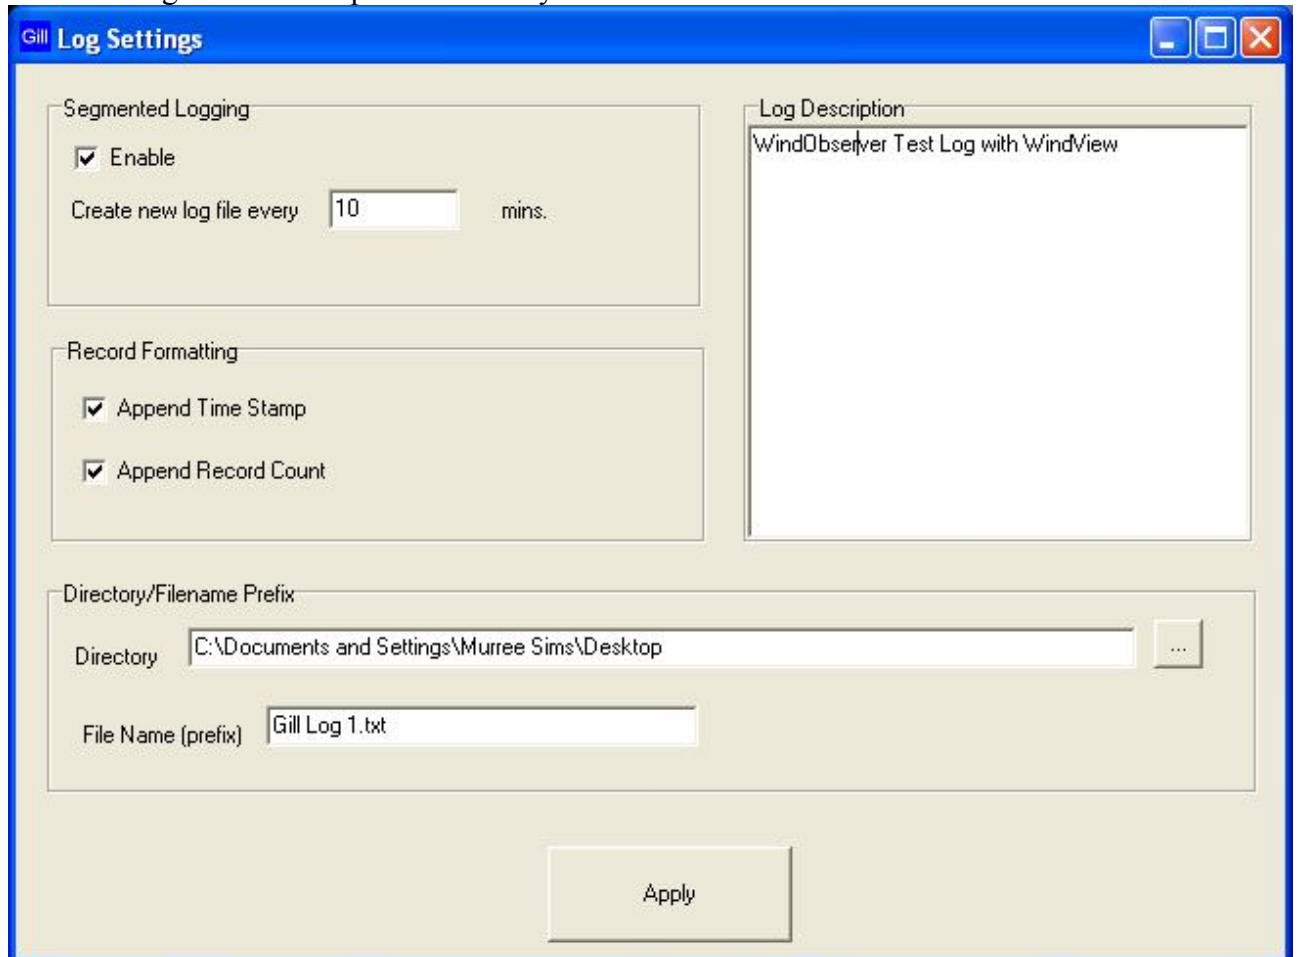 Gill Log Settings
Segmented Logging
Enable
Create new log file every 10 mins.
Record Formatting
Append Time Stamp
Append Record Count
Log Description
WindObserver Test Log with WindView
Directory/Filename Prefix
Directory C:\Documents and Settings\Murree Sims\Desktop ...
File Name (prefix) Gill Log 1.txt
Apply